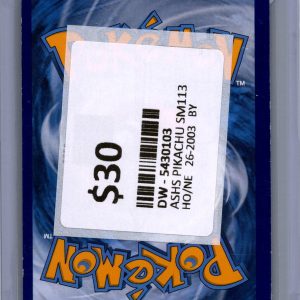 POKÉMON
$30
DW - 5430103
ASHS PIKACHU SM113
HO/NE 26-2003 BY
POKÉMON